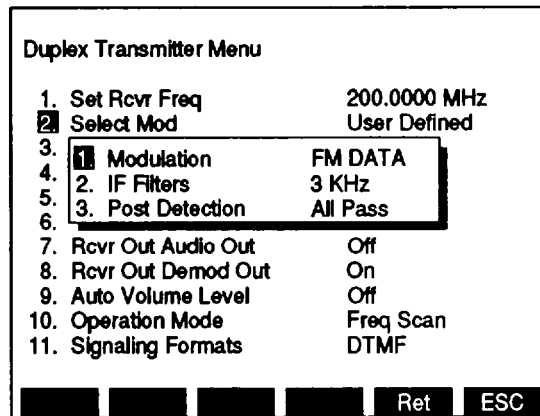 Duplex Transmitter Menu
1. Set Rcvr Freq 200.0000 MHz
2. Select Mod User Defined
3.
1. Modulation FM DATA
4.
2. IF Filters 3 KHz
5.
3. Post Detection All Pass
6.
7. Rcvr Out Audio Out Off
8. Rcvr Out Demod Out On
9. Auto Volume Level Off
10. Operation Mode Freq Scan
11. Signaling Formats DTMF
Ret ESC